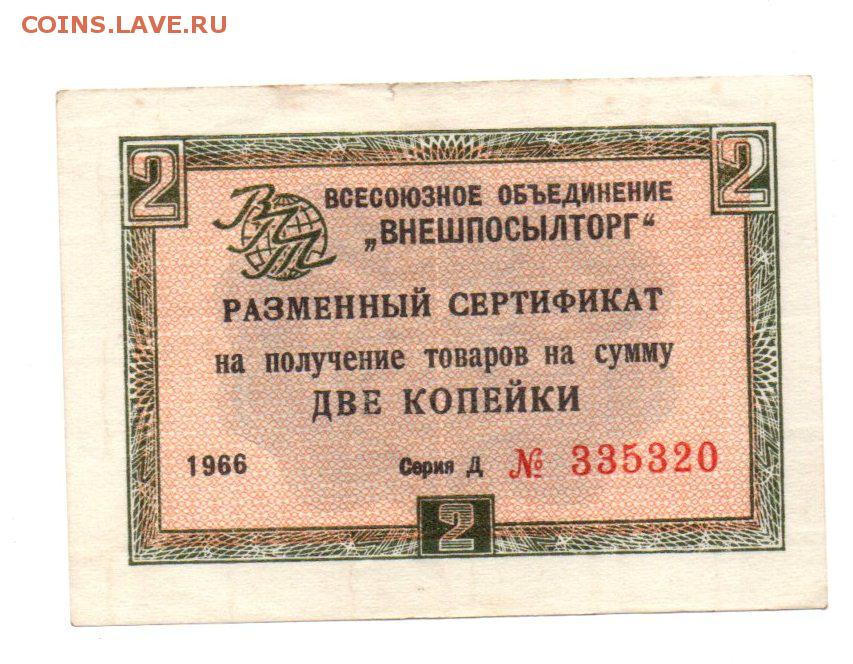 COINS.LAVE.RU
2 2
ВПТ
ВСЕСОЮЗНОЕ ОБЪЕДИНЕНИЕ
„ВНЕШПОСЫЛТОРГ“
РАЗМЕННЫЙ СЕРТИФИКАТ
на получение товаров на сумму
ДВЕ КОПЕЙКИ
1966 Серия Д № 335320
2